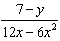 7 − y
12x − 6x²